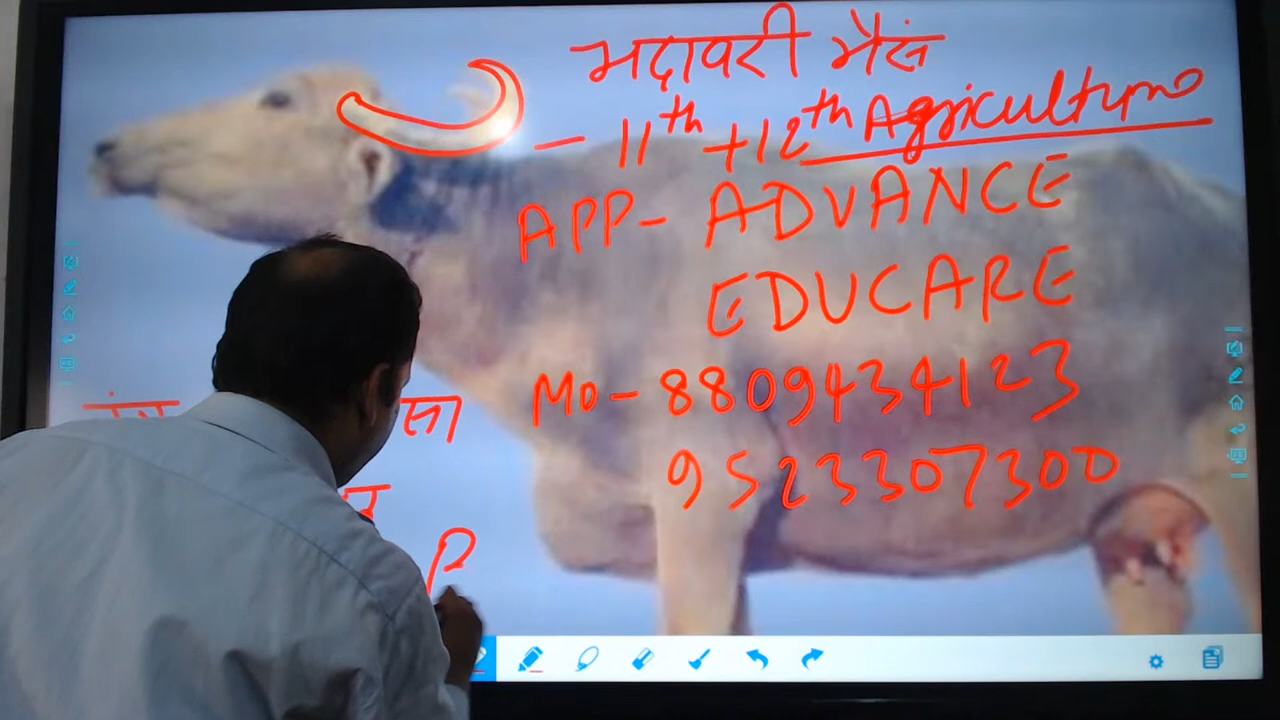 भदावरी भैंस
- 11th + 12th Agriculture
APP - ADVANCE
EDUCARE
Mo - 8809434123
9523307300
P